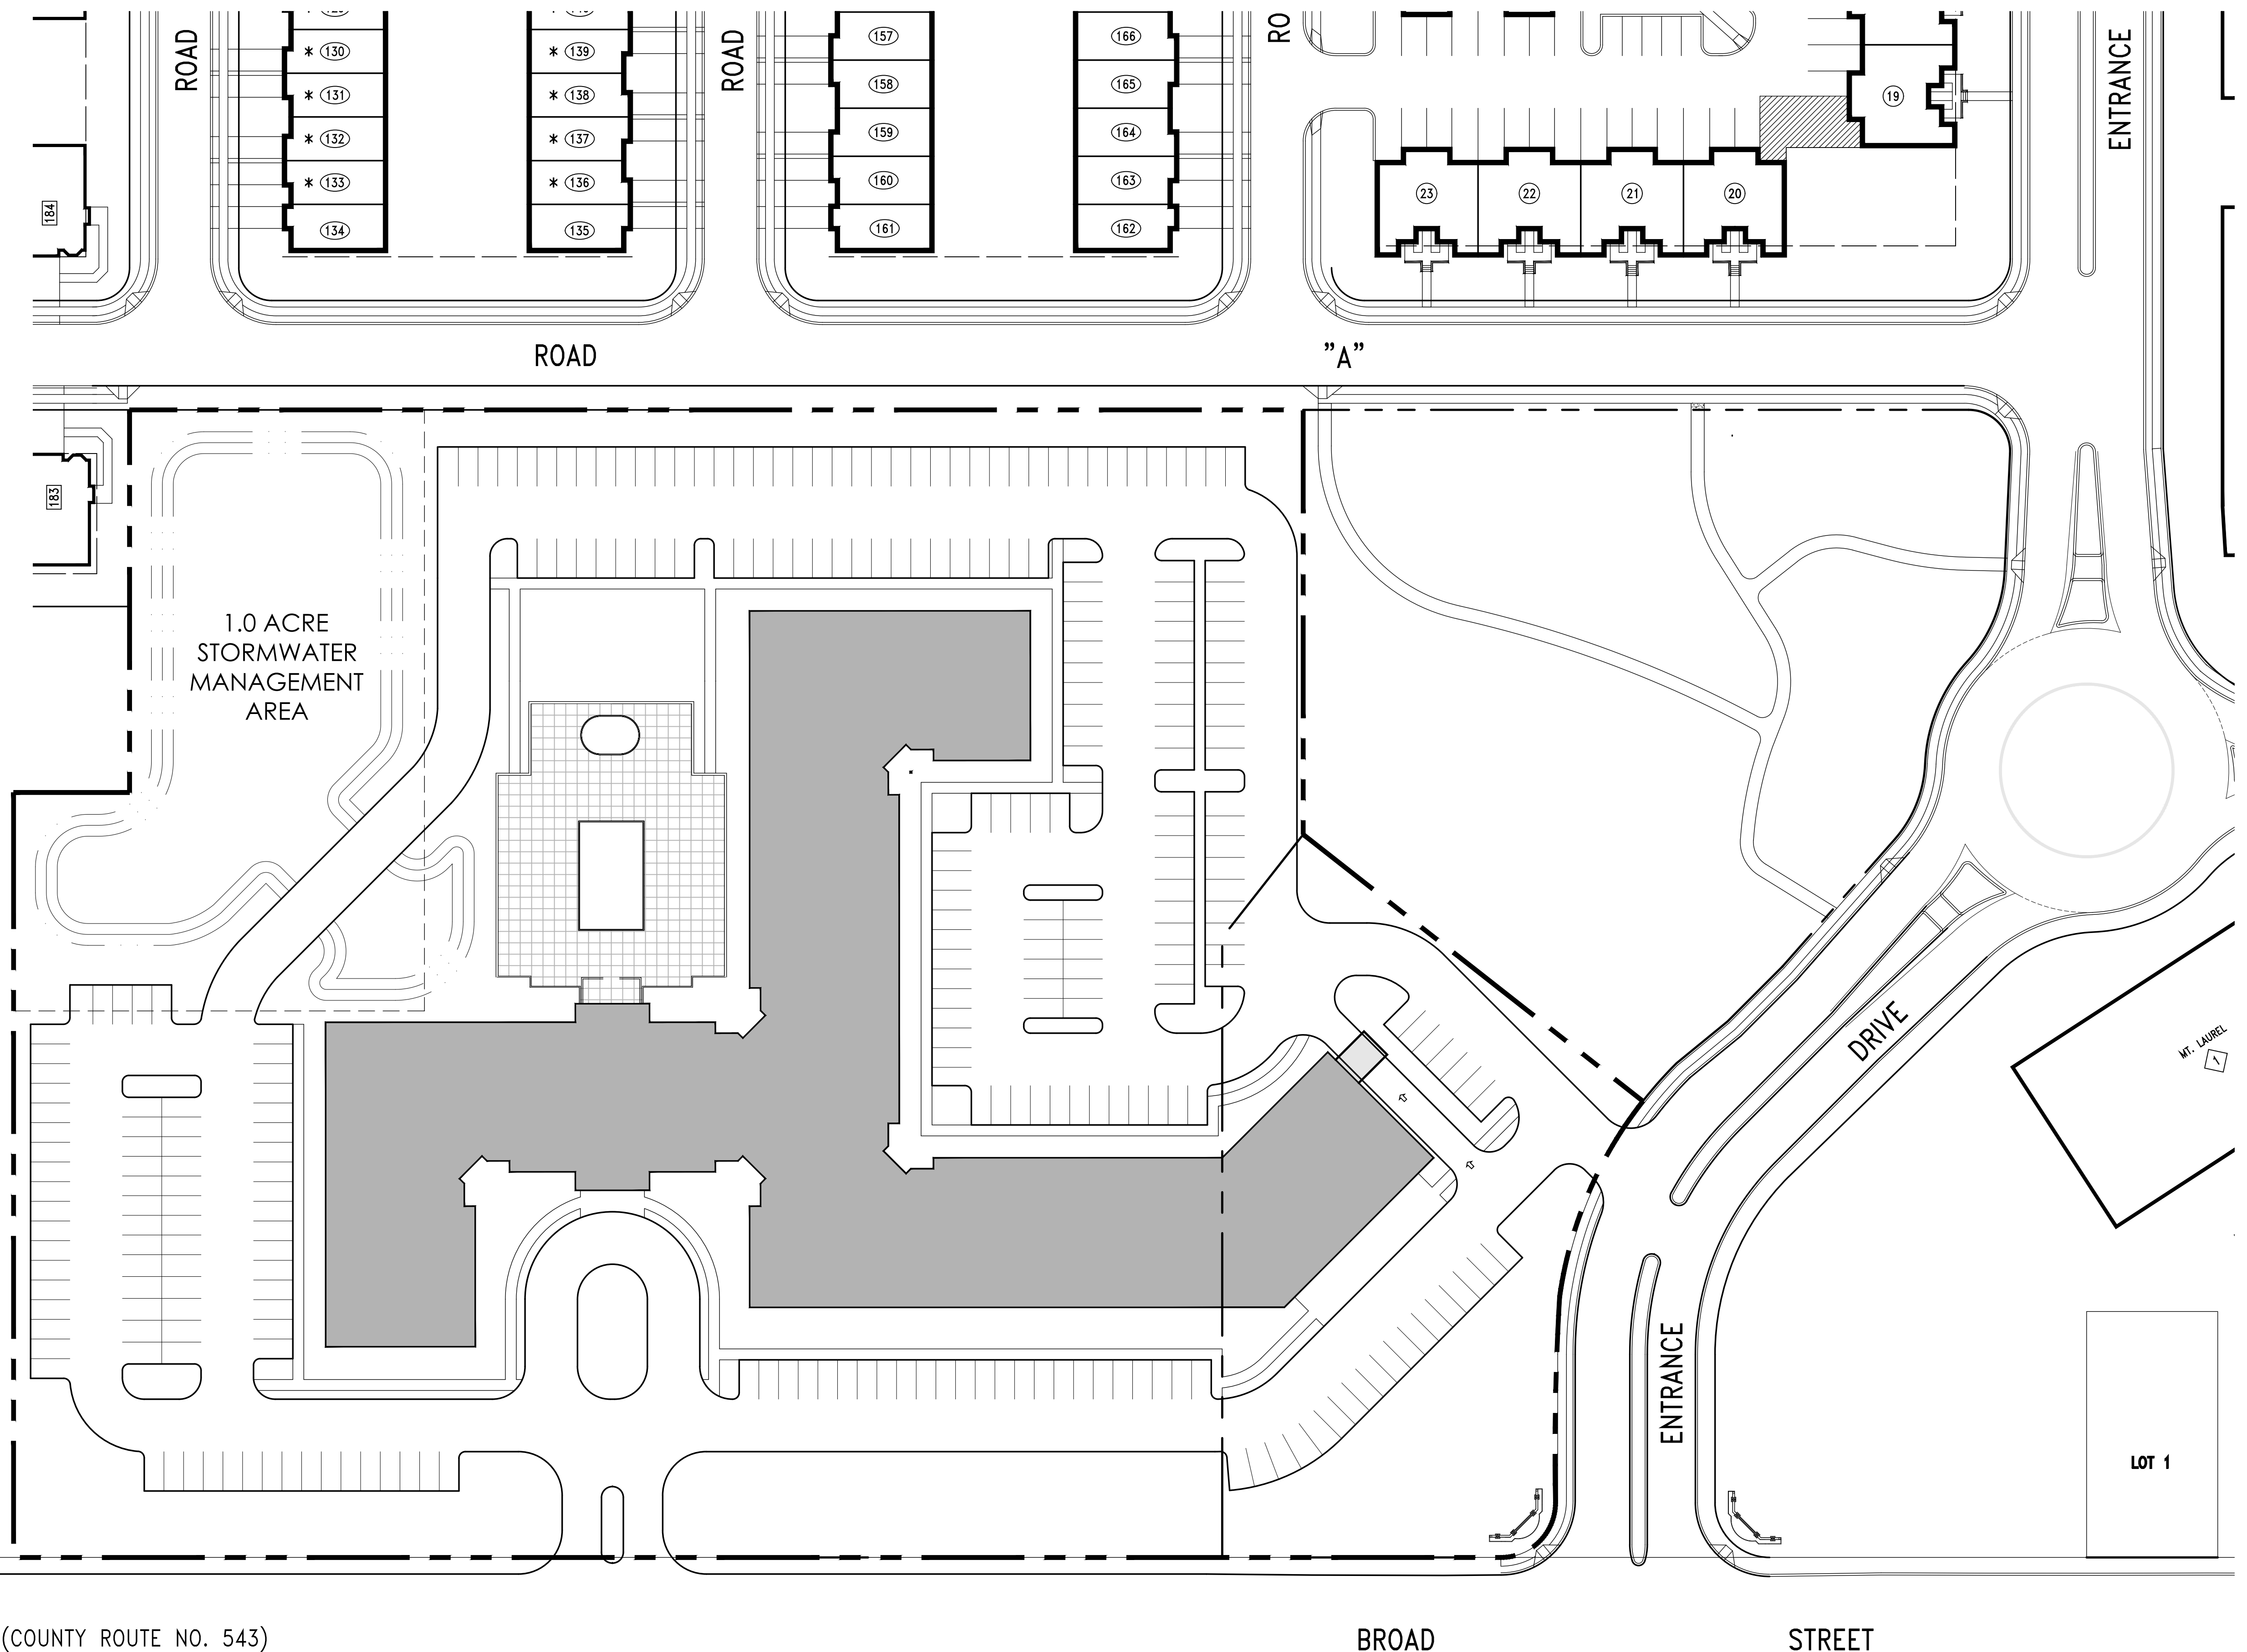 ROAD
* 130
* 131
* 132
* 133
134
* 139
* 138
* 137
* 136
135
ROAD
157
158
159
160
161
166
165
164
163
162
19
23
22
21
20
ENTRANCE
184
ROAD
"A"
183
1.0 ACRE
STORMWATER
MANAGEMENT
AREA
DRIVE
MT. LAUREL
1
ENTRANCE
LOT 1
(COUNTY ROUTE NO. 543)
BROAD
STREET